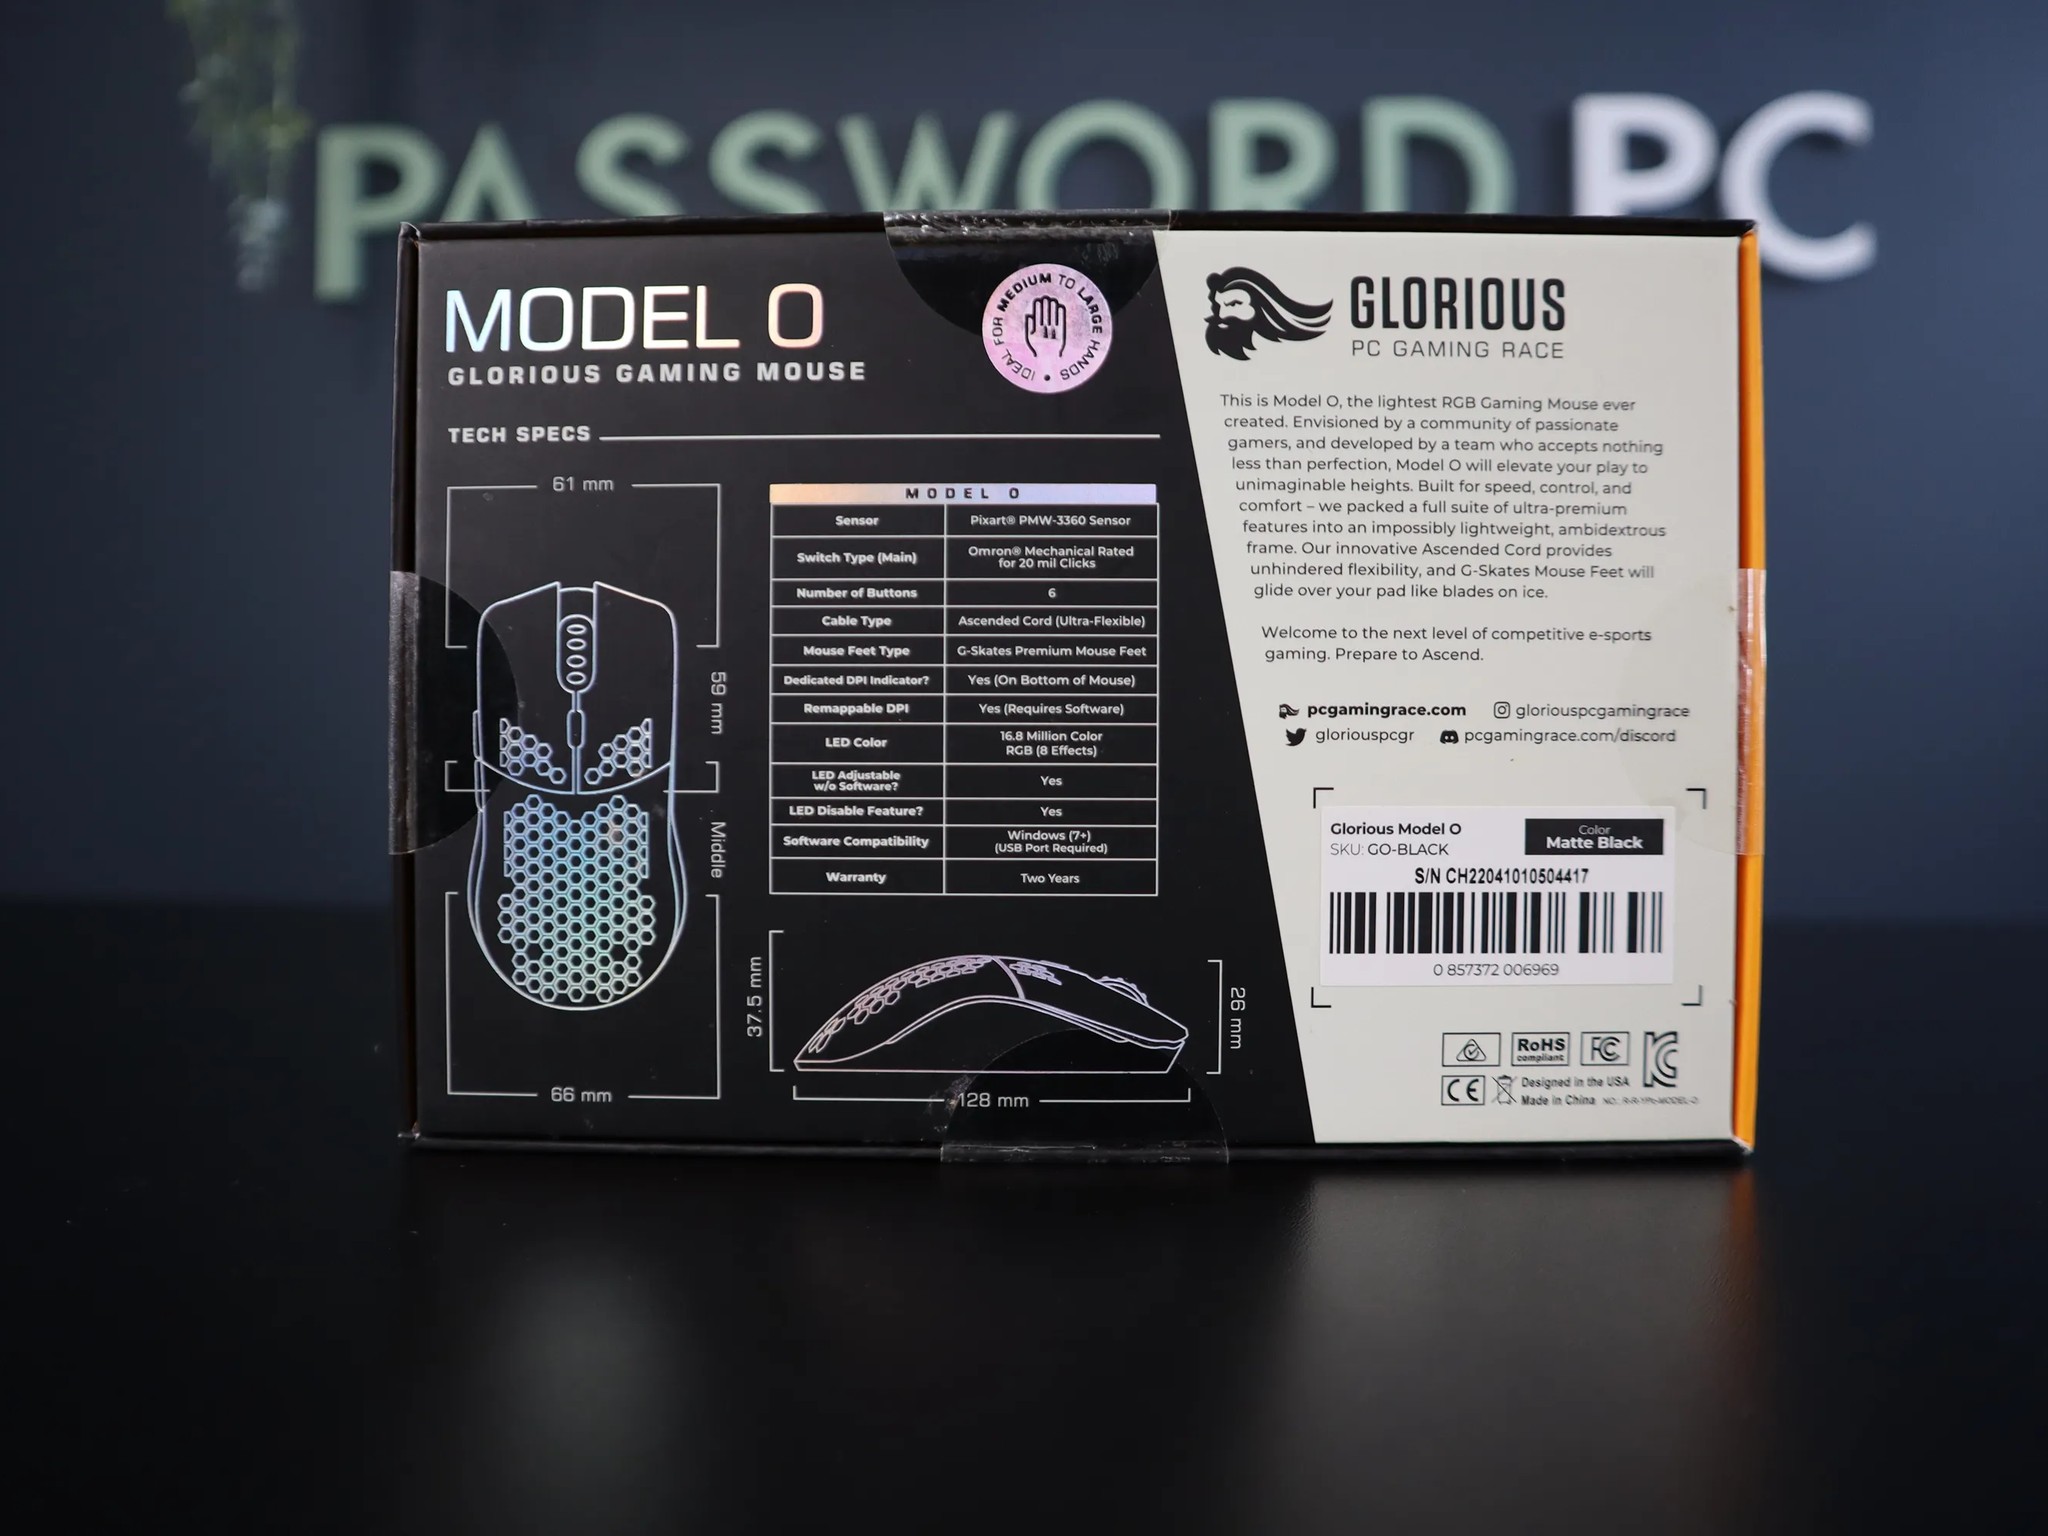 PASSWORD PC
MODEL O
GLORIOUS GAMING MOUSE
IDEAL FOR MEDIUM TO LARGE HANDS •
TECH SPECS
61 mm
59 mm
Middle
66 mm
MODEL O
Sensor Pixart® PMW-3360 Sensor
Switch Type (Main) Omron® Mechanical Rated
for 20 mil Clicks
Number of Buttons 6
Cable Type Ascended Cord (Ultra-Flexible)
Mouse Feet Type G-Skates Premium Mouse Feet
Dedicated DPI Indicator? Yes (On Bottom of Mouse)
Remappable DPI Yes (Requires Software)
LED Color 16.8 Million Color
RGB (8 Effects)
LED Adjustable
w/o Software? Yes
LED Disable Feature? Yes
Software Compatibility Windows (7+)
(USB Port Required)
Warranty Two Years
37.5 mm
26 mm
128 mm
GLORIOUS
PC GAMING RACE
This is Model O, the lightest RGB Gaming Mouse ever
created. Envisioned by a community of passionate
gamers, and developed by a team who accepts nothing
less than perfection, Model O will elevate your play to
unimaginable heights. Built for speed, control, and
comfort – we packed a full suite of ultra-premium
features into an impossibly lightweight, ambidextrous
frame. Our innovative Ascended Cord provides
unhindered flexibility, and G-Skates Mouse Feet will
glide over your pad like blades on ice.
Welcome to the next level of competitive e-sports
gaming. Prepare to Ascend.
pcgamingrace.com gloriouspcgamingrace
gloriouspcgr pcgamingrace.com/discord
Glorious Model O
SKU: GO-BLACK
Color
Matte Black
S/N CH22041010504417
0 857372 006969
RoHS
compliant
FC
CE
Designed in the USA
Made in China